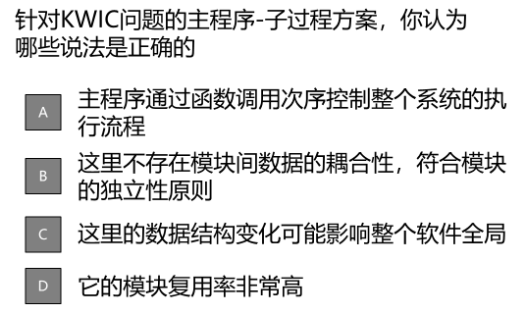 针对KWIC问题的主程序-子过程方案，你认为
哪些说法是正确的
A 主程序通过函数调用次序控制整个系统的执
行流程
B 这里不存在模块间数据的耦合性，符合模块
的独立性原则
C 这里的数据结构变化可能影响整个软件全局
D 它的模块复用率非常高